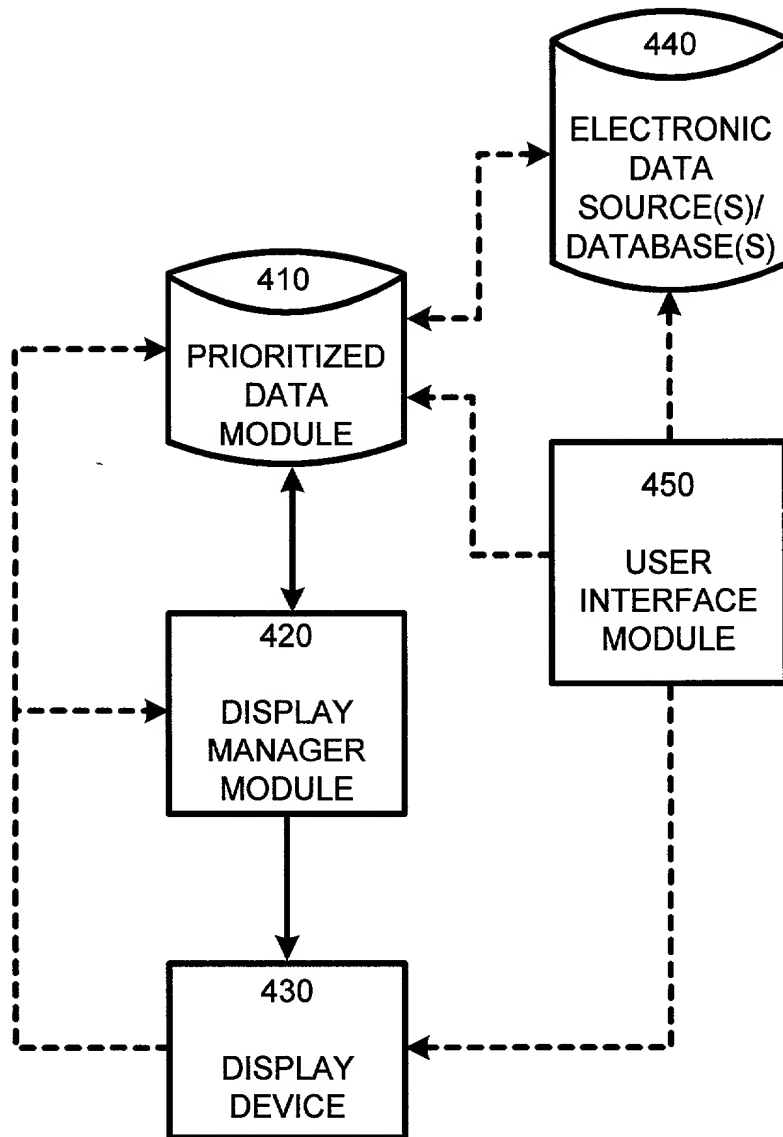 440
ELECTRONIC
DATA
SOURCE(S)/
DATABASE(S)
410
PRIORITIZED
DATA
MODULE
450
USER
INTERFACE
MODULE
420
DISPLAY
MANAGER
MODULE
430
DISPLAY
DEVICE